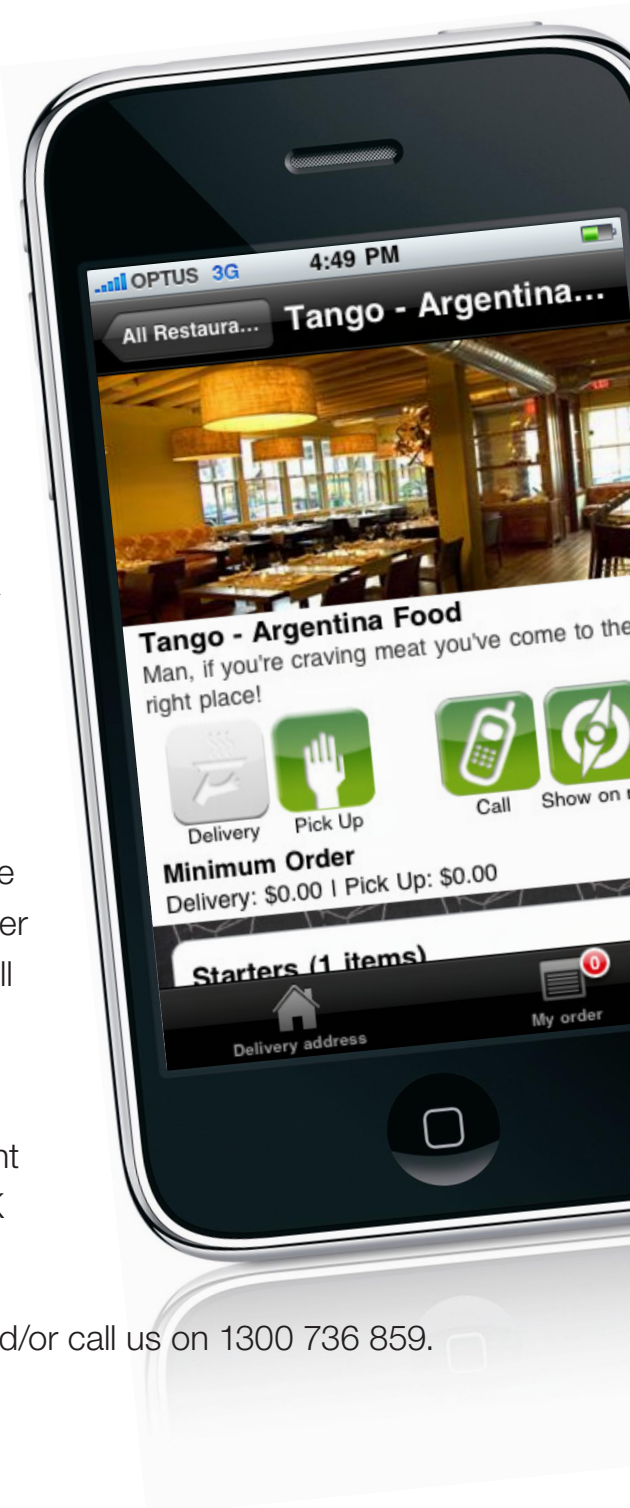 OPTUS 3G 4:49 PM
All Restaura... Tango - Argentina...
Tango - Argentina Food
Man, if you're craving meat you've come to the
right place!
Delivery Pick Up Call Show on
Minimum Order
Delivery: $0.00 | Pick Up: $0.00
Starters (1 items)
0
Delivery address My order
e
er
ll
nt
K
d/or call us on 1300 736 859.